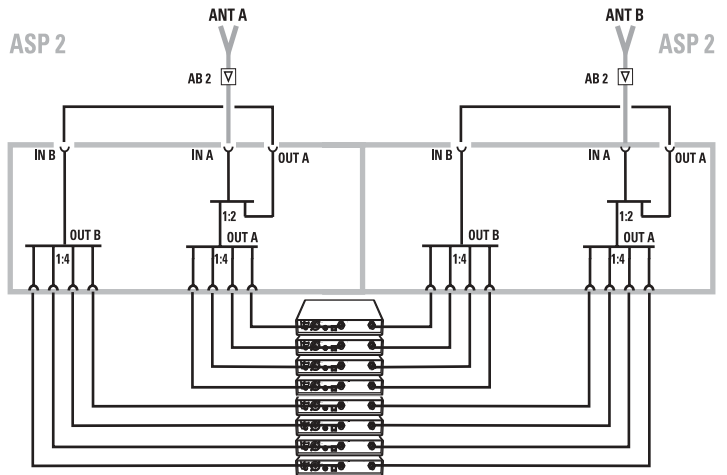 ANT A
ANT B
ASP 2
ASP 2
AB 2
AB 2
IN B
IN A
OUT A
IN B
IN A
OUT A
1:2
1:2
OUT B
OUT A
OUT B
OUT A
1:4
1:4
1:4
1:4